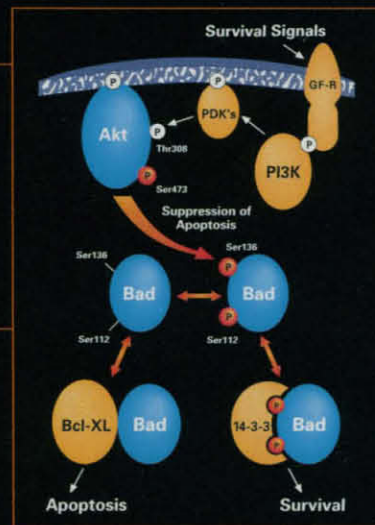 Survival Signals
GF-R
P
P
Akt
P
PDK's
Thr308
P
PI3K
P
Ser473
Suppression of
Apoptosis
Ser136
Ser136
P
Bad
Bad
P
Ser112
Ser112
Bcl-XL
Bad
14-3-3
P
P
Bad
Apoptosis
Survival